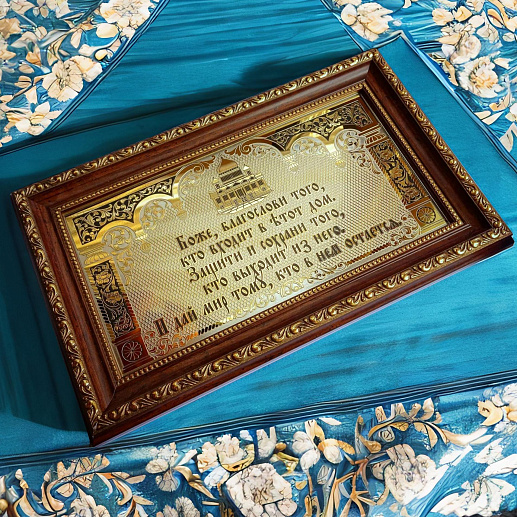 Боже, благослови того,
кто входит в етот дом.
Защити и сохрани того,
кто выходит из него.
И дай мир тому, кто в нем остается.